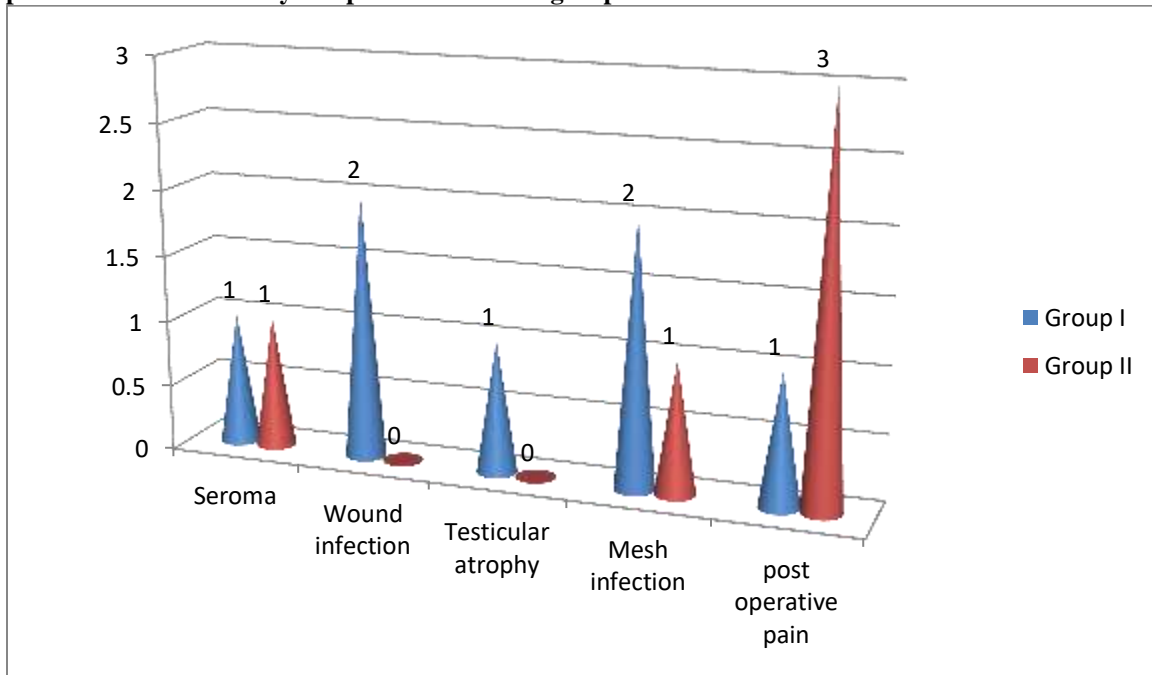 3
2.5
2
1.5
1
0.5
0
1
1
2
0
1
0
2
1
1
3
Seroma
Wound
infection
Testicular
atrophy
Mesh
infection
post
operative
pain
Group I
Group II